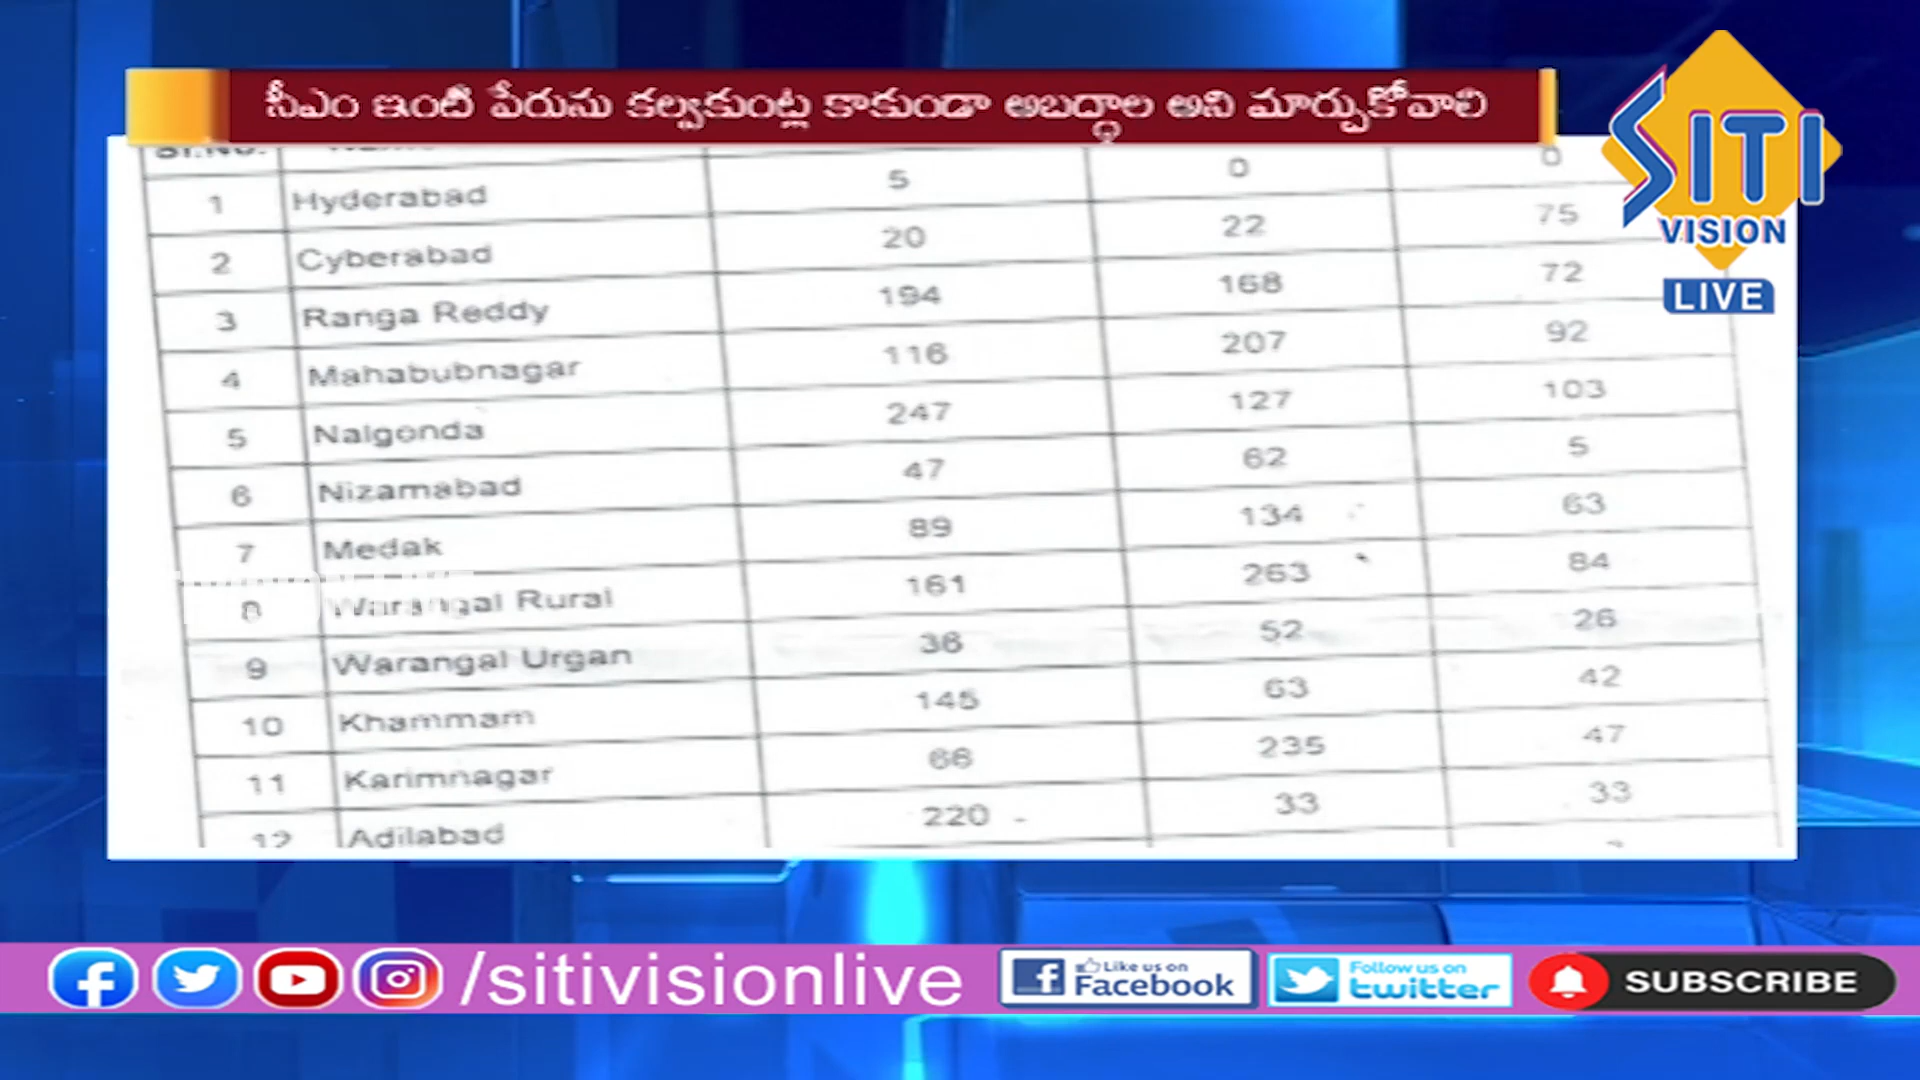 సీఎం ఇంటి పేరును కల్వకుంట్ల కాకుండా అబద్ధాల అని మార్చుకోవాలి
SITI
VISION
LIVE
Sl.No.
1 Hyderabad 5 0 0
2 Cyberabad 20 22 75
3 Ranga Reddy 194 168 72
4 Mahabubnagar 116 207 92
5 Nalgonda 247 127 103
6 Nizamabad 47 62 5
7 Medak 89 134 63
8 Warangal Rural 161 263 84
9 Warangal Urgan 36 52 26
10 Khammam 145 63 42
11 Karimnagar 66 235 47
12 Adilabad 220 33 33
/sitivisionlive
Like us on
Facebook
Follow us on
twitter
SUBSCRIBE